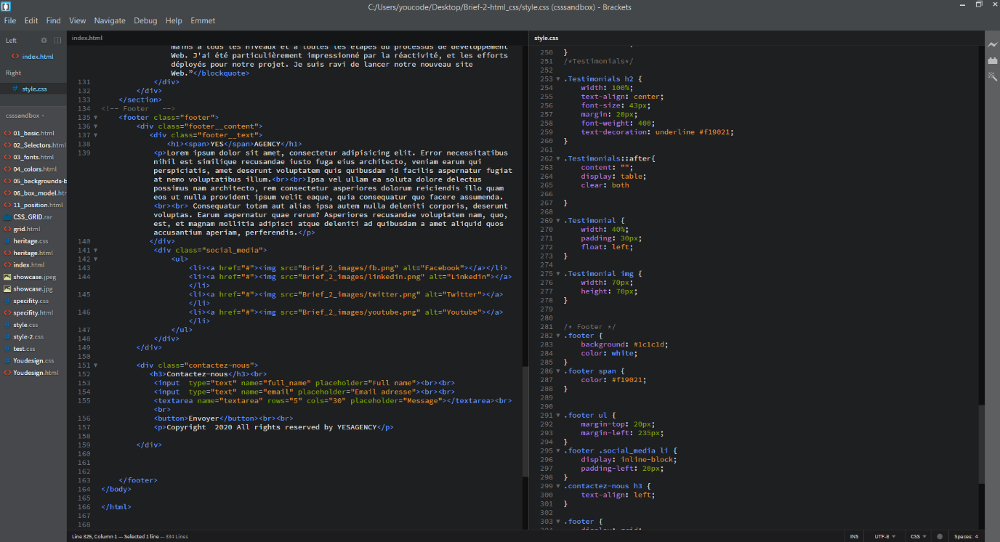 C:/Users/youcode/Desktop/Brief-2-html_css/style.css (csssandbox) - Brackets
File Edit Find View Navigate Debug Help Emmet
Left
index.html
Right
style.css
csssandbox
01_basic.html
02_Selectors.html
03_fonts.html
04_colors.html
05_backgrounds-b
06_box_model.htr
11_position.html
CSS_GRID.rar
grid.html
heritage.css
heritage.html
index.html
showcase.jpeg
showcase.jpg
specifity.css
specifity.html
style.css
style-2.css
test.css
Youdesign.css
Youdesign.html
index.html
mains à tous les niveaux et à toutes les étapes du processus de développement
Web. J'ai été particulièrement impressionné par la réactivité, et les efforts
déployés pour notre projet. Je suis ravi de lancer notre nouveau site
Web.”</blockquote>
131 </div>
132 </div>
133 </section>
134 <!-- Footer -->
135 <footer class="footer">
136 <div class="footer__content">
137 <div class="footer__text">
138 <h1><span>YES</span>AGENCY</h1>
139 <p>Lorem ipsum dolor sit amet, consectetur adipisicing elit. Error necessitatibus
nihil est similique recusandae iusto fuga eius architecto, veniam earum qui
perspiciatis, amet deserunt voluptatem quis quibusdam id facilis aspernatur fugiat
at nemo voluptatibus illum.<br><br>Ipsa vel ullam ea soluta dolore delectus
possimus nam architecto, rem consectetur asperiores dolorum reiciendis illo quam
eos ut nulla provident ipsum velit eaque, quia consequatur quo facere assumenda.
<br><br> Consequatur totam aut alias ipsa autem nulla deleniti corporis, deserunt
voluptas. Earum aspernatur quae rerum? Asperiores recusandae voluptatem nam, quo,
est, et magnam mollitia adipisci atque deleniti ad quibusdam a amet aliquid quos
accusantium aperiam, perferendis.</p>
140 </div>
141 <div class="social_media">
142 <ul>
143 <li><a href="#"><img src="Brief_2_images/fb.png" alt="Facebook"></a></li>
144 <li><a href="#"><img src="Brief_2_images/linkedin.png" alt="Linkedin"></a>
</li>
145 <li><a href="#"><img src="Brief_2_images/twitter.png" alt="Twitter"></a>
</li>
146 <li><a href="#"><img src="Brief_2_images/youtube.png" alt="Youtube"></a>
</li>
147 </ul>
148 </div>
149 </div>
150
151 <div class="contactez-nous">
152 <h3>Contactez-nous</h3><br>
153 <input type="text" name="full_name" placeholder="Full name"><br><br>
154 <input type="text" name="email" placeholder="Email adresse"><br><br>
155 <textarea name="textarea" rows="5" cols="30" placeholder="Message"></textarea><br>
<br>
156 <button>Envoyer</button><br><br>
157 <p>Copyright 2020 All rights reserved by YESAGENCY</p>
158
159 </div>
160
161
162
163 </footer>
164 </body>
165
166 </html>
167
168
style.css
250 }
251 /*Testimonials*/
252
253 .Testimonials h2 {
254 width: 100%;
255 text-align: center;
256 font-size: 43px;
257 margin: 20px;
258 font-weight: 400;
259 text-decoration: underline #f19021;
260 }
261
262 .Testimonials::after{
263 content: "";
264 display: table;
265 clear: both
266
267 }
268
269 .Testimonial {
270 width: 40%;
271 padding: 30px;
272 float: left;
273 }
274
275 .Testimonial img {
276 width: 70px;
277 height: 70px;
278 }
279
280
281 /* Footer */
282 .footer {
283 background: #1c1c1d;
284 color: white;
285 }
286 .footer span {
287 color: #f19021;
288 }
289
290
291 .footer ul {
292 margin-top: 20px;
293 margin-left: 235px;
294 }
295 .footer .social_media li {
296 display: inline-block;
297 padding-left: 20px;
298 }
299 .contactez-nous h3 {
300 text-align: left;
301 }
302
303 .footer {
304 display: grid;
Line 325, Column 1 — Selected 1 line — 334 Lines
INS UTF-8 CSS Spaces: 4